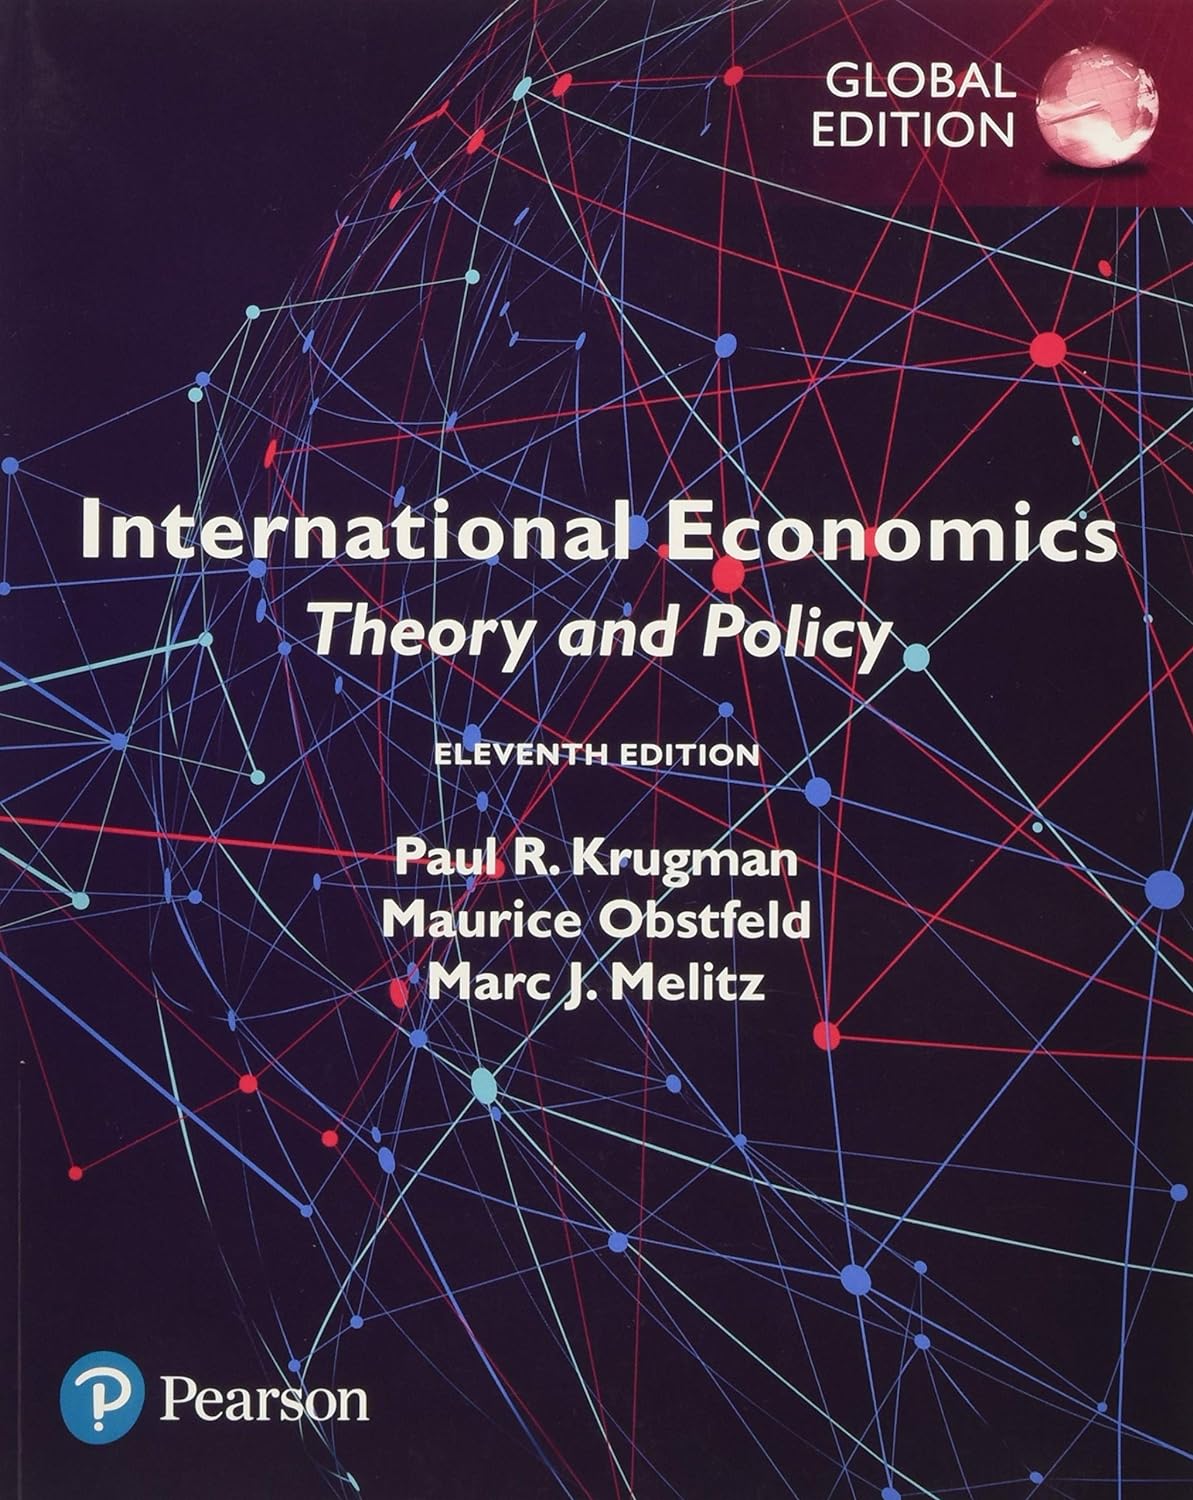 GLOBAL
EDITION
International Economics
Theory and Policy
ELEVENTH EDITION
Paul R. Krugman
Maurice Obstfeld
Marc J. Melitz
Pearson